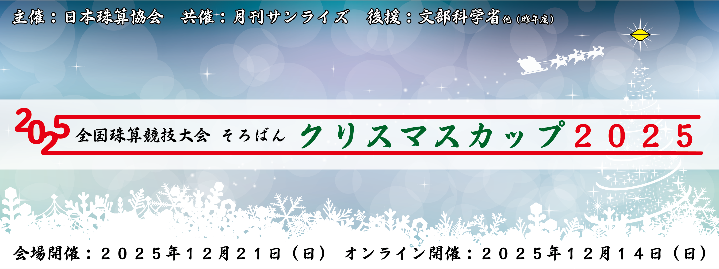 主催：日本珠算協会　共催：月刊サンライズ　後援：文部科学省他（昨年度）
2025 全国珠算競技大会 そろばん クリスマスカップ２０２５
会場開催：２０２５年１２月２１日（日）　オンライン開催：２０２５年１２月１４日（日）